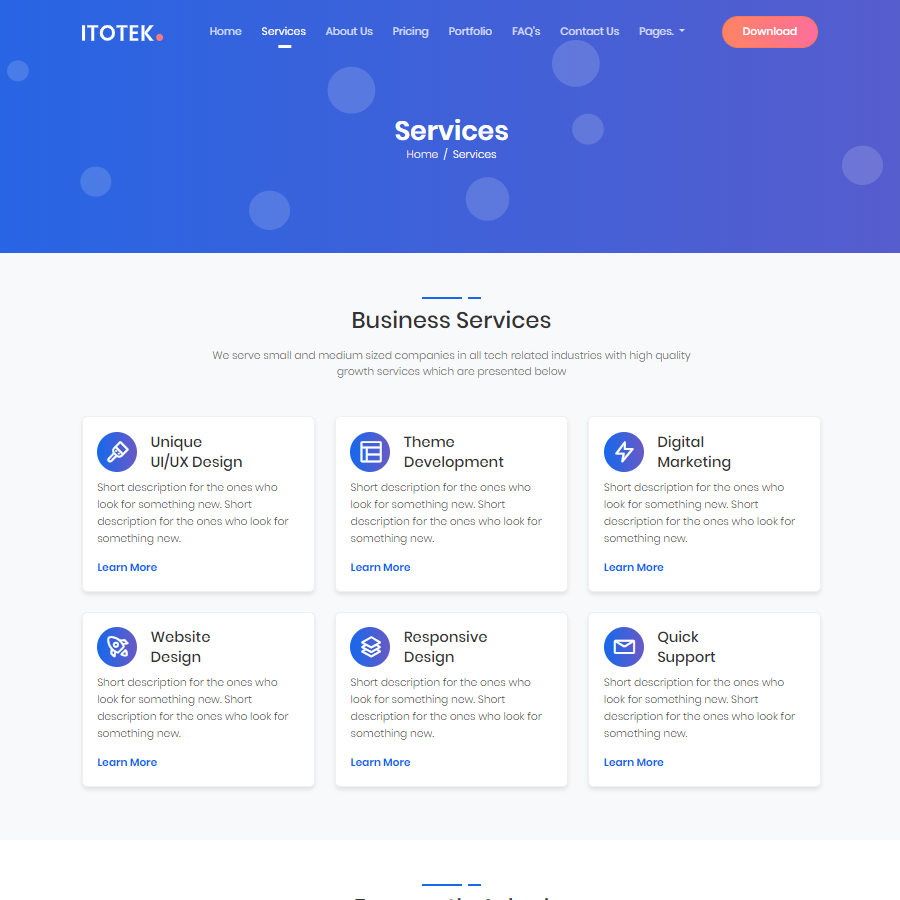 ITOTEK.
Home Services About Us Pricing Portfolio FAQ's Contact Us Pages. Download
Services
Home / Services
Business Services
We serve small and medium sized companies in all tech related industries with high quality
growth services which are presented below
Unique
UI/UX Design
Short description for the ones who
look for something new. Short
description for the ones who look for
something new.
Learn More
Theme
Development
Short description for the ones who
look for something new. Short
description for the ones who look for
something new.
Learn More
Digital
Marketing
Short description for the ones who
look for something new. Short
description for the ones who look for
something new.
Learn More
Website
Design
Short description for the ones who
look for something new. Short
description for the ones who look for
something new.
Learn More
Responsive
Design
Short description for the ones who
look for something new. Short
description for the ones who look for
something new.
Learn More
Quick
Support
Short description for the ones who
look for something new. Short
description for the ones who look for
something new.
Learn More